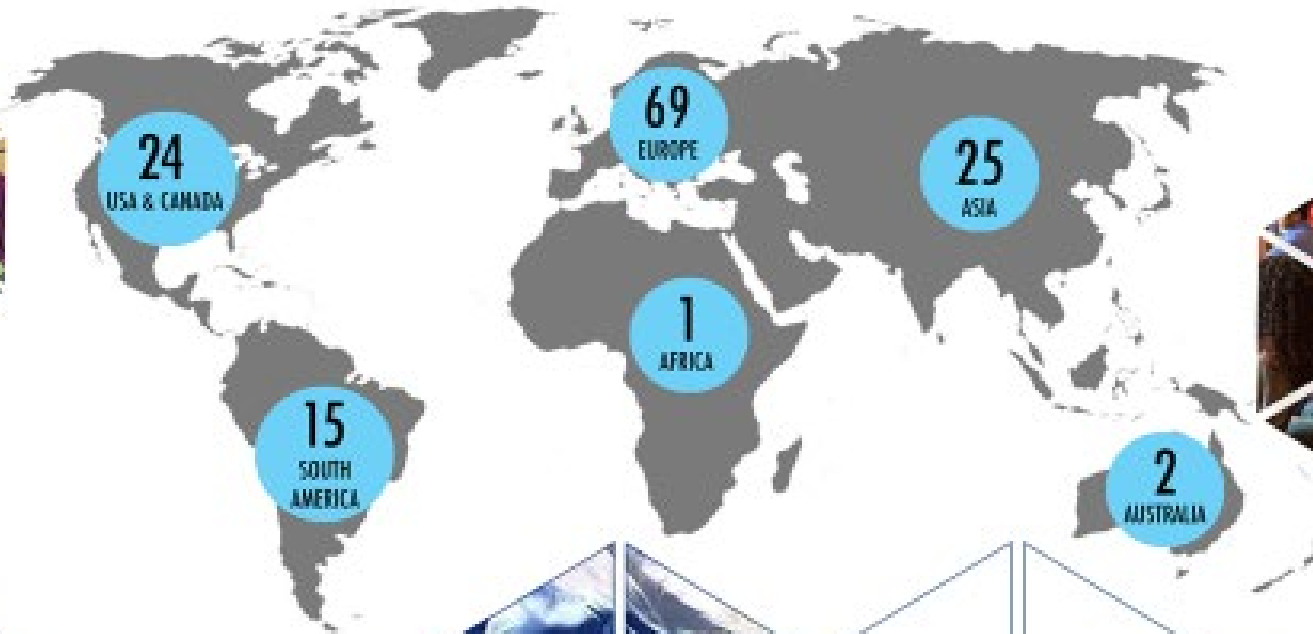 24
USA & CANADA
69
EUROPE
25
ASIA
1
AFRICA
15
SOUTH
AMERICA
2
AUSTRALIA